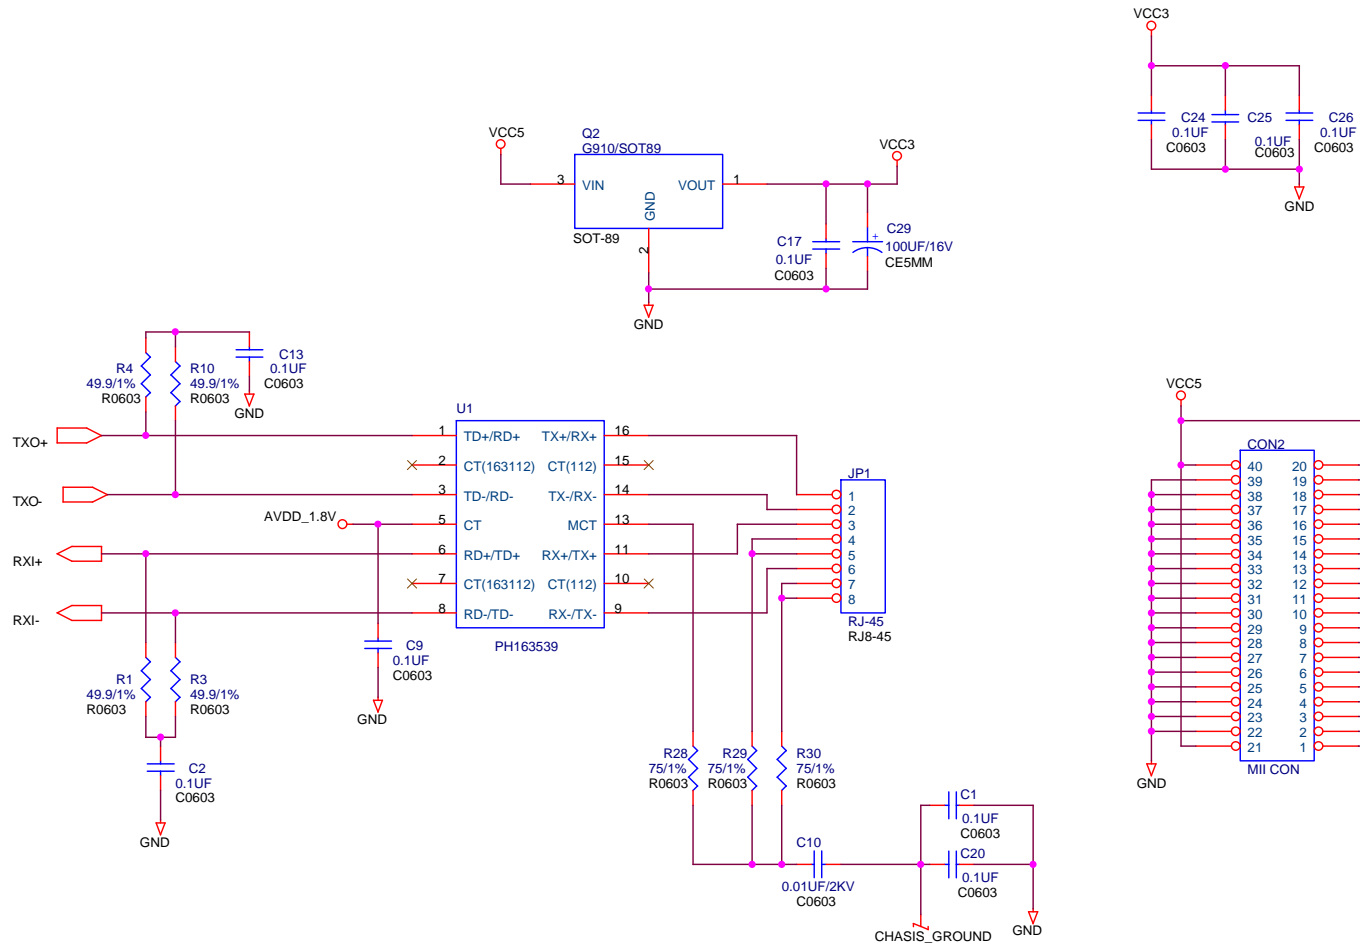 VCC3
C24
0.1UF
C0603
C25
0.1UF
C0603
C26
0.1UF
C0603
GND
VCC5
Q2
G910/SOT89
3
VIN
VOUT
1
GND
2
SOT-89
VCC3
C17
0.1UF
C0603
+
C29
100UF/16V
CE5MM
GND
R4
49.9/1%
R0603
R10
49.9/1%
R0603
C13
0.1UF
C0603
GND
TXO+
TXO-
RXI+
RXI-
AVDD_1.8V
U1
1 TD+/RD+ TX+/RX+ 16
2 CT(163112) CT(112) 15
3 TD-/RD- TX-/RX- 14
5 CT MCT 13
6 RD+/TD+ RX+/TX+ 11
7 CT(163112) CT(112) 10
8 RD-/TD- RX-/TX- 9
PH163539
JP1
1
2
3
4
5
6
7
8
RJ-45
RJ8-45
C9
0.1UF
C0603
GND
R1
49.9/1%
R0603
R3
49.9/1%
R0603
C2
0.1UF
C0603
GND
R28
75/1%
R0603
R29
75/1%
R0603
R30
75/1%
R0603
C10
0.01UF/2KV
C0603
C1
0.1UF
C0603
C20
0.1UF
C0603
CHASIS_GROUND
GND
VCC5
CON2
40 20
39 19
38 18
37 17
36 16
35 15
34 14
33 13
32 12
31 11
30 10
29 9
28 8
27 7
26 6
25 5
24 4
23 3
22 2
21 1
MII CON
GND